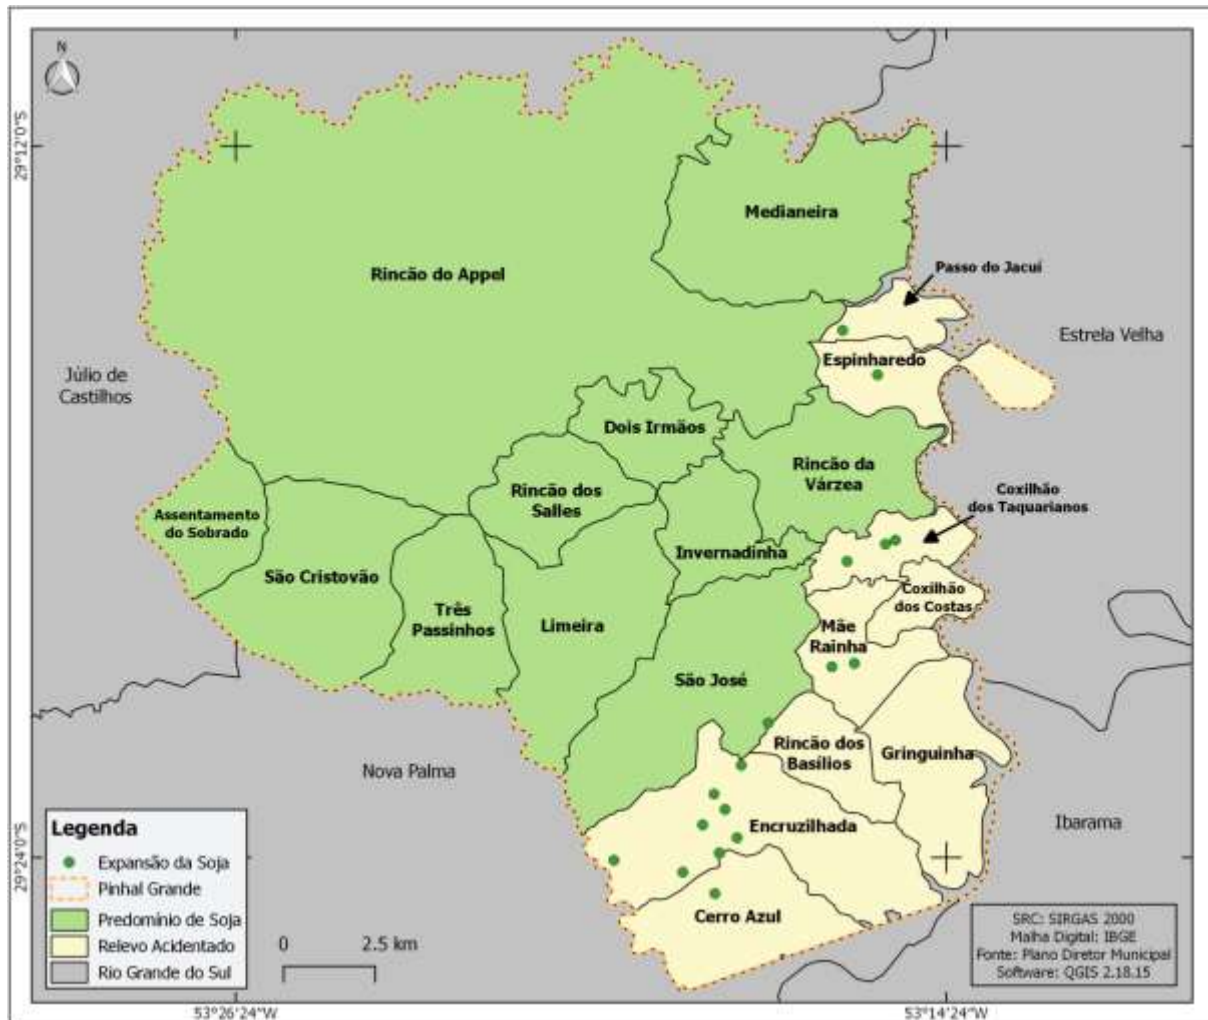 N
29°12'0"S
Medianeira
Rincão do Appel
Passo do Jacuí
Estrela Velha
Espinharedo
Júlio de
Castilhos
Dois Irmãos
Rincão da
Várzea
Rincão dos
Salles
Coxilhão
dos Taquarianos
Assentamento
do Sobrado
Invernadinha
São Cristovão
Coxilhão
dos Costas
Três
Passinhos
Limeira
Mãe
Rainha
São José
Rincão dos
Basílios
Gringuinha
Nova Palma
Encruzilhada
Ibarama
Cerro Azul
29°24'0"S
Legenda
Expansão da Soja
Pinhal Grande
Predomínio de Soja
Relevo Acidentado
Rio Grande do Sul
0 2.5 km
SRC: SIRGAS 2000
Malha Digital: IBGE
Fonte: Plano Diretor Municipal
Software: QGIS 2.18.15
53°26'24"W
53°14'24"W